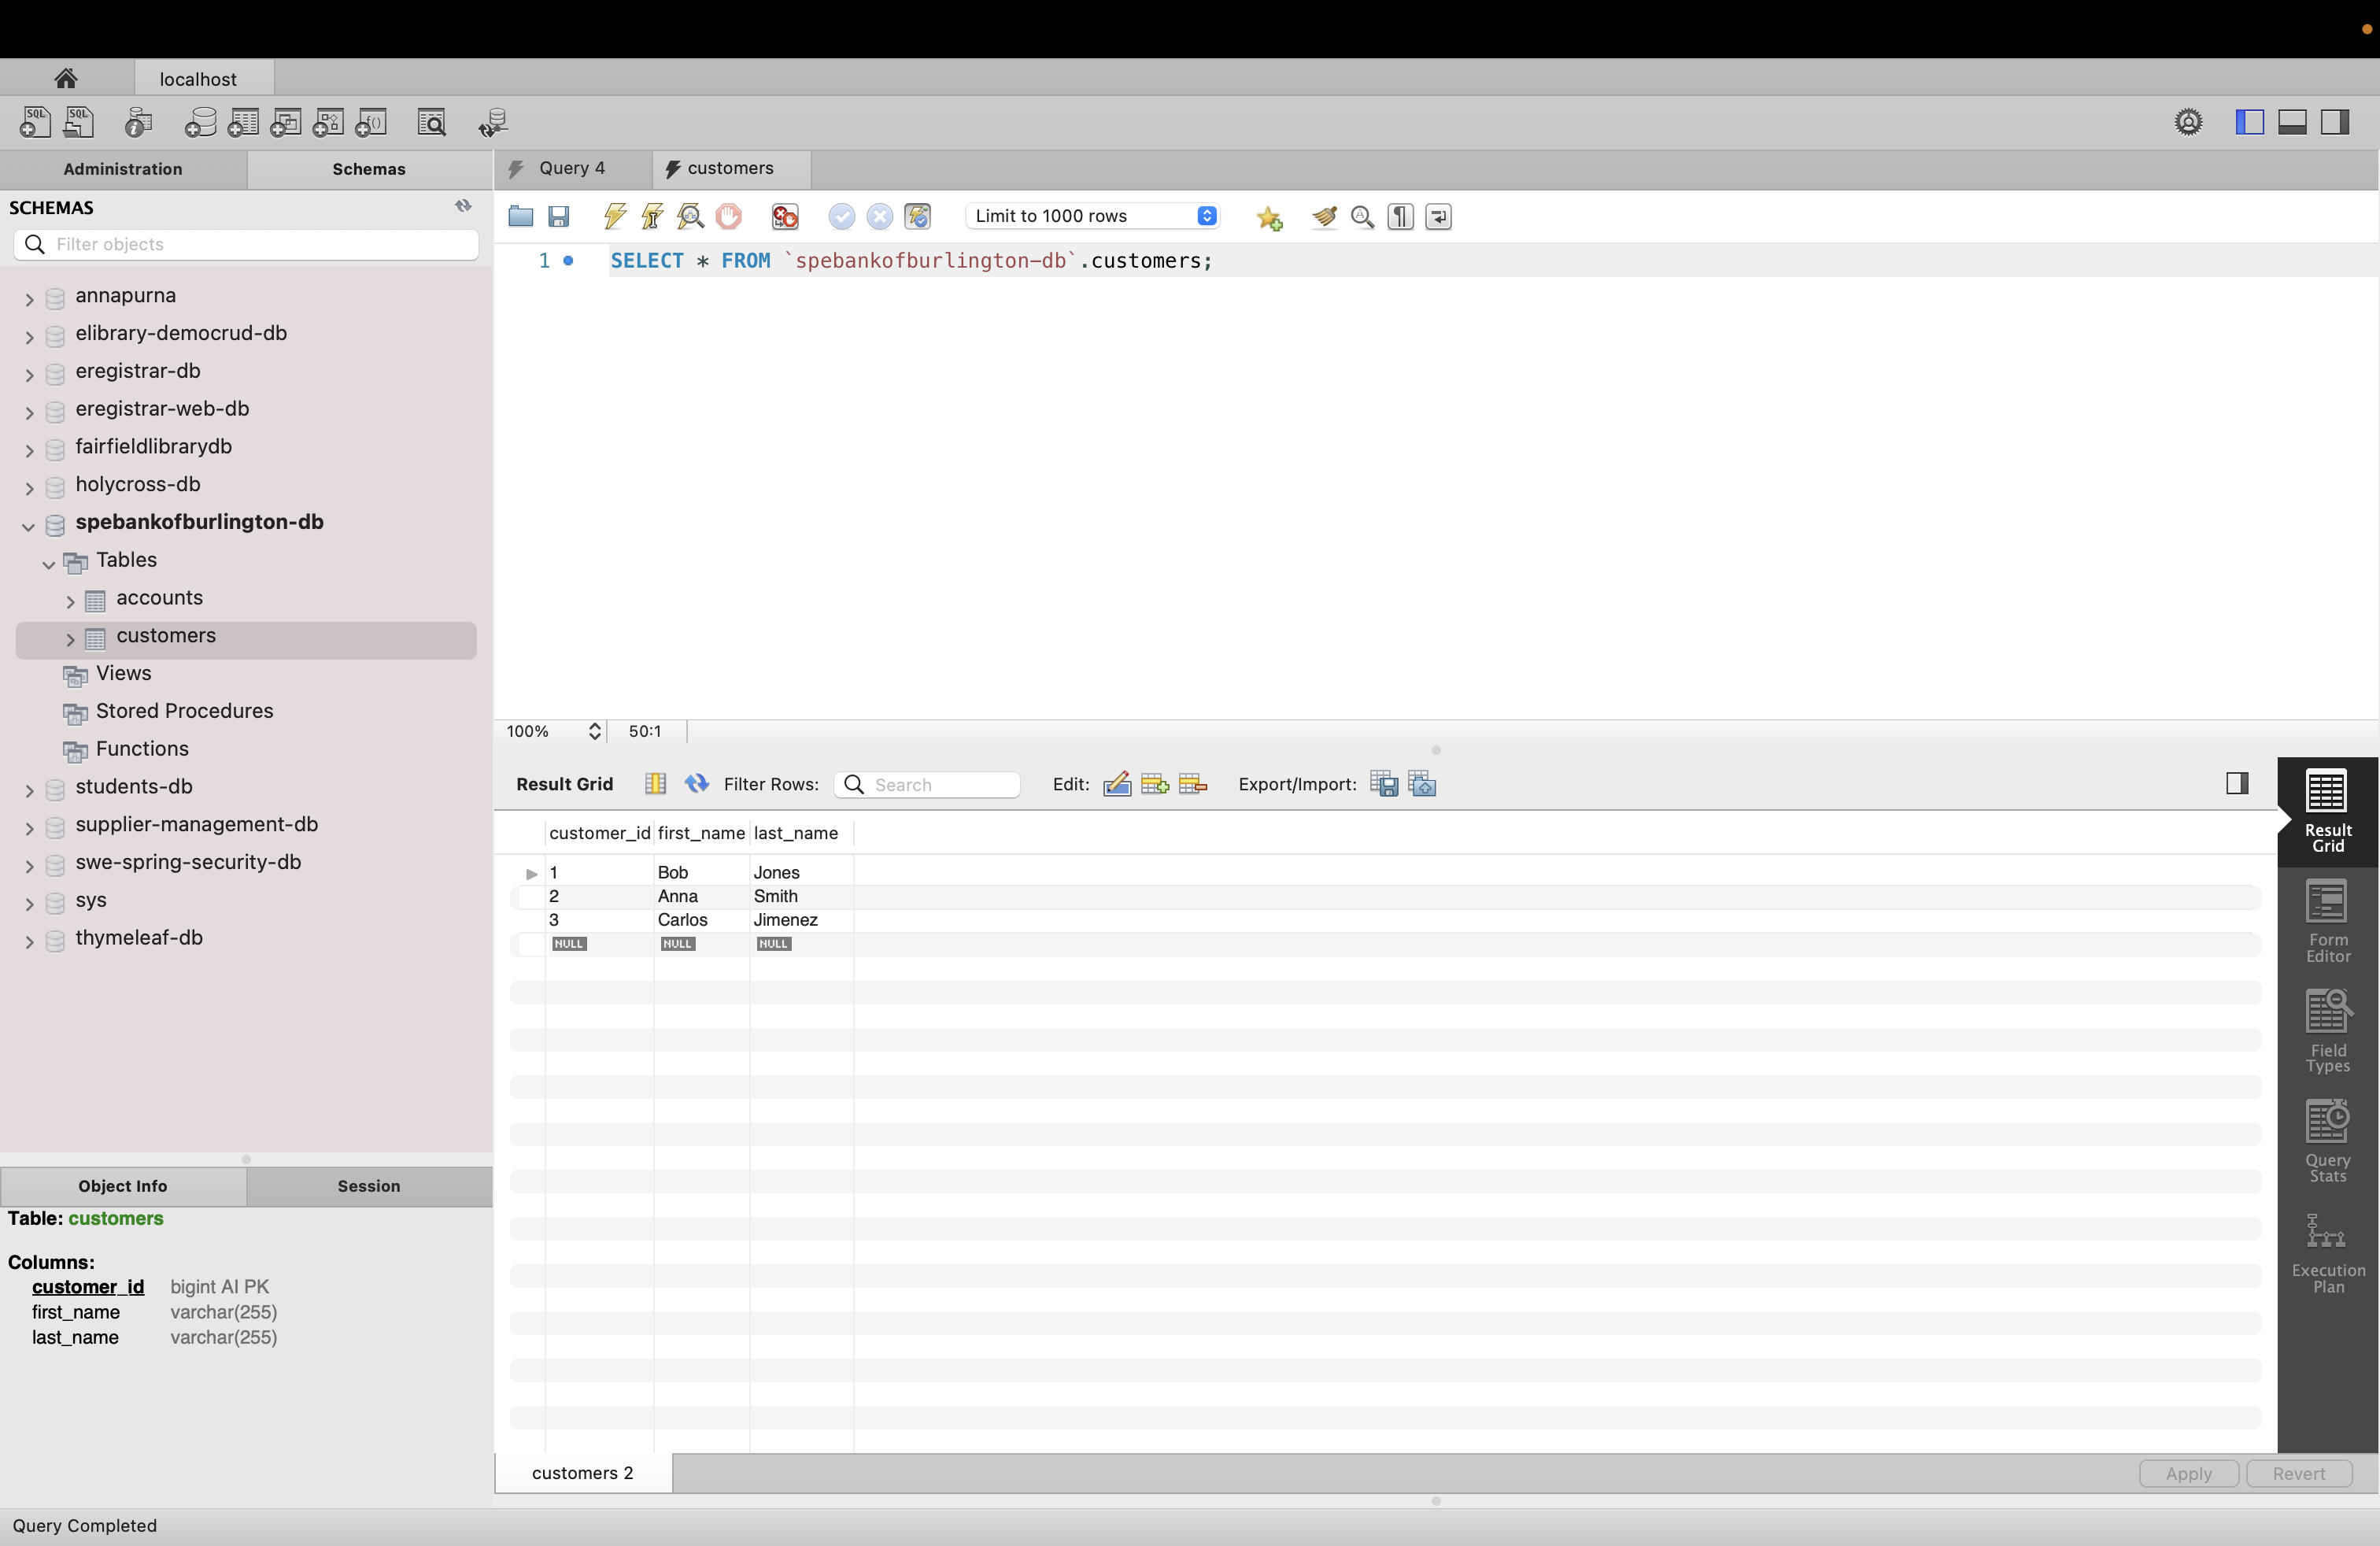 localhost
Administration
Schemas
Query 4
customers
SCHEMAS
Filter objects
Limit to 1000 rows
1 SELECT * FROM `spebankofburlington-db`.customers;
annapurna
elibrary-democrud-db
eregistrar-db
eregistrar-web-db
fairfieldlibrarydb
holycross-db
spebankofburlington-db
Tables
accounts
customers
Views
Stored Procedures
Functions
students-db
supplier-management-db
swe-spring-security-db
sys
thymeleaf-db
100% 50:1
Result Grid Filter Rows: Search Edit: Export/Import:
customer_id first_name last_name
1 Bob Jones
2 Anna Smith
3 Carlos Jimenez
NULL NULL NULL
Result
Grid
Form
Editor
Field
Types
Query
Stats
Execution
Plan
Object Info
Session
Table: customers
Columns:
customer_id bigint AI PK
first_name varchar(255)
last_name varchar(255)
customers 2
Apply
Revert
Query Completed